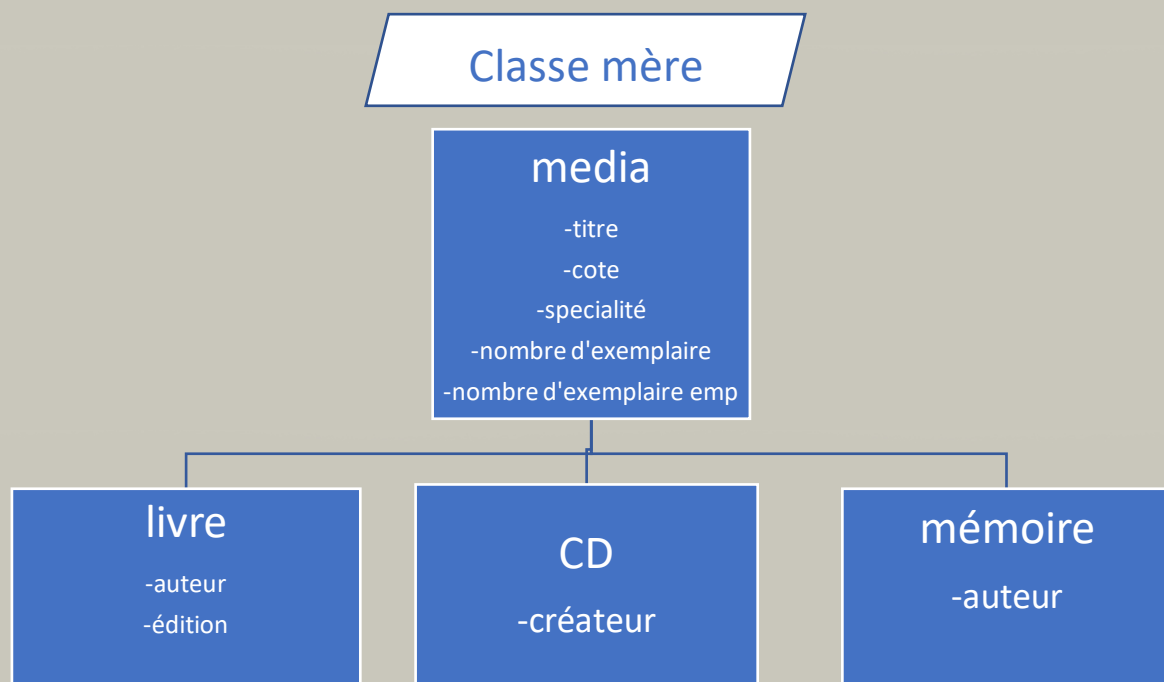 Classe mère
media
-titre
-cote
-specialité
-nombre d'exemplaire
-nombre d'exemplaire emp
livre
-auteur
-édition
CD
-créateur
mémoire
-auteur